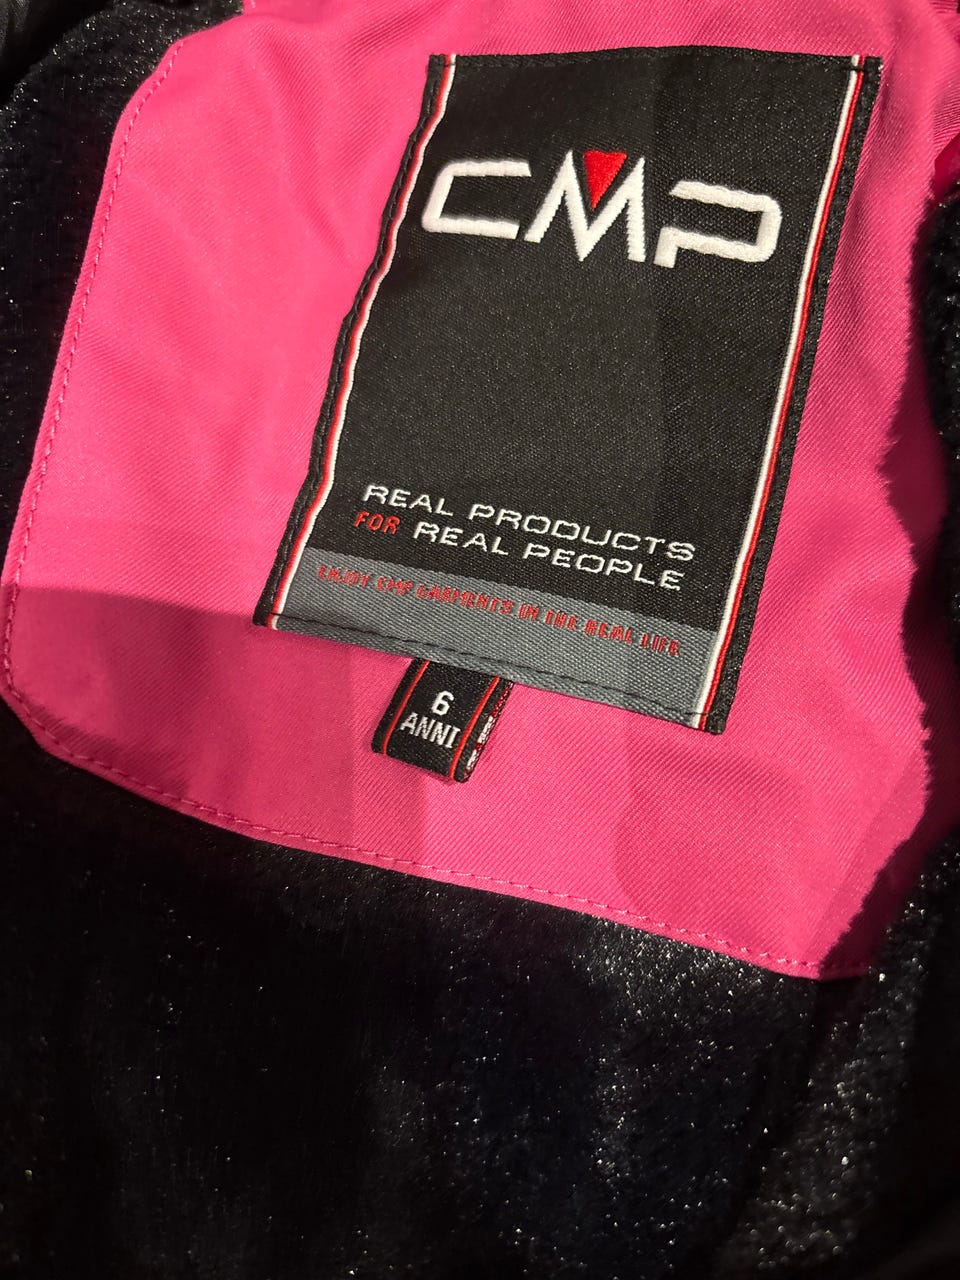 CMP
REAL PRODUCTS
FOR REAL PEOPLE
ENJOY CMP GARMENTS IN THE REAL LIFE
6
ANNI